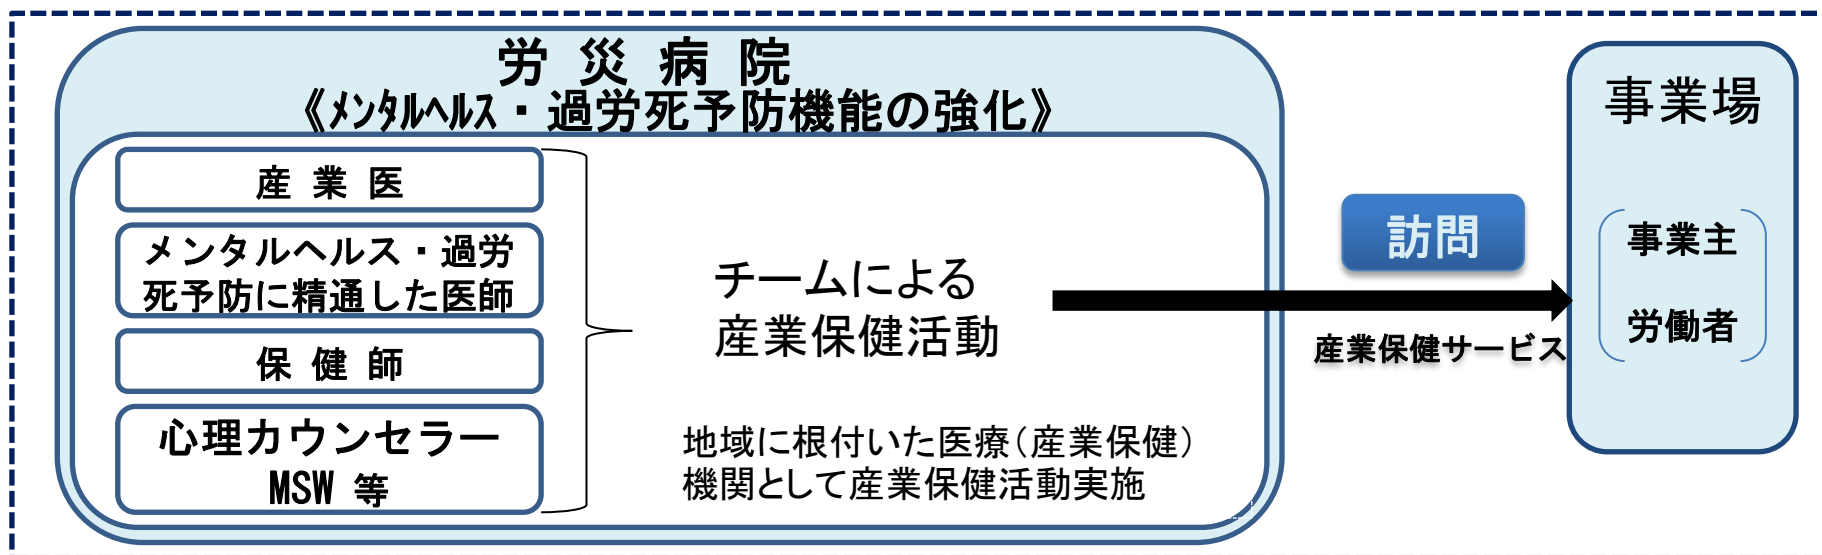 労 災 病 院
《ﾒﾝﾀﾙﾍﾙｽ・過労死予防機能の強化》
産 業 医
メンタルヘルス・過労
死予防に精通した医師
保 健 師
心理カウンセラー
MSW 等
チームによる
産業保健活動
地域に根付いた医療（産業保健）
機関として産業保健活動実施
訪問
産業保健サービス
事業場
事業主
労働者